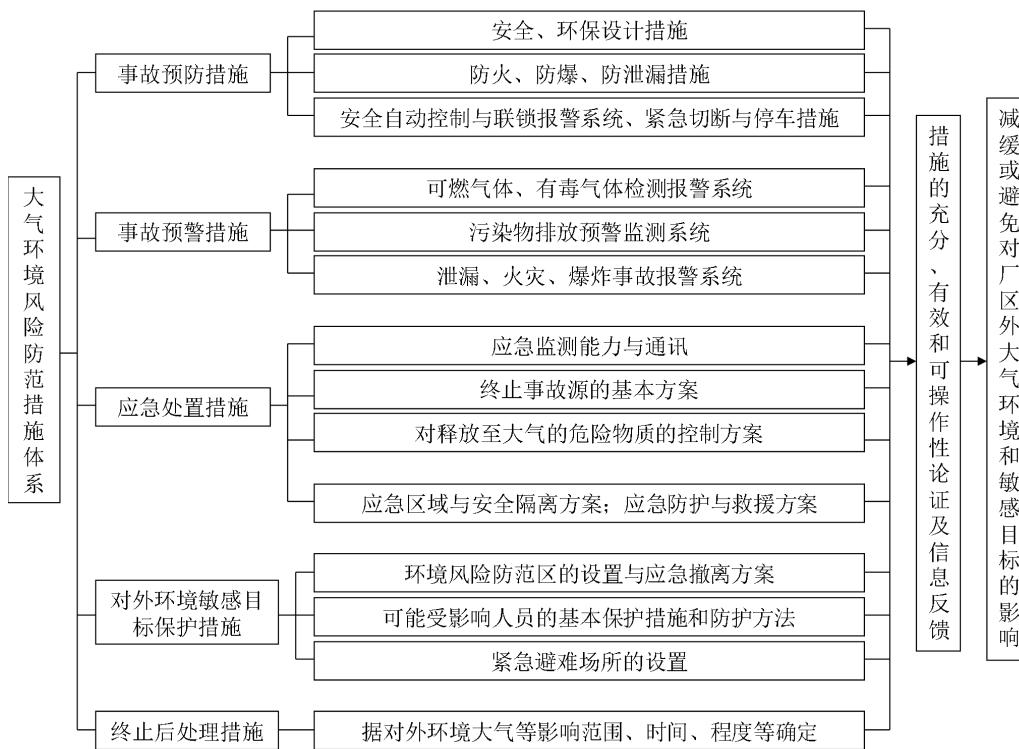 大气环境风险防范措施体系
事故预防措施
安全、环保设计措施
防火、防爆、防泄漏措施
安全自动控制与联锁报警系统、紧急切断与停车措施
事故预警措施
可燃气体、有毒气体检测报警系统
污染物排放预警监测系统
泄漏、火灾、爆炸事故报警系统
应急处置措施
应急监测能力与通讯
终止事故源的基本方案
对释放至大气的危险物质的控制方案
应急区域与安全隔离方案；应急防护与救援方案
对外环境敏感目
标保护措施
环境风险防范区的设置与应急撤离方案
可能受影响人员的基本保护措施和防护方法
紧急避难场所的设置
终止后处理措施
据对外环境大气等影响范围、时间、程度等确定
措施的充分、有效和可操作性论证及信息反馈
减缓或避免对厂区外大气环境和敏感目标的影响